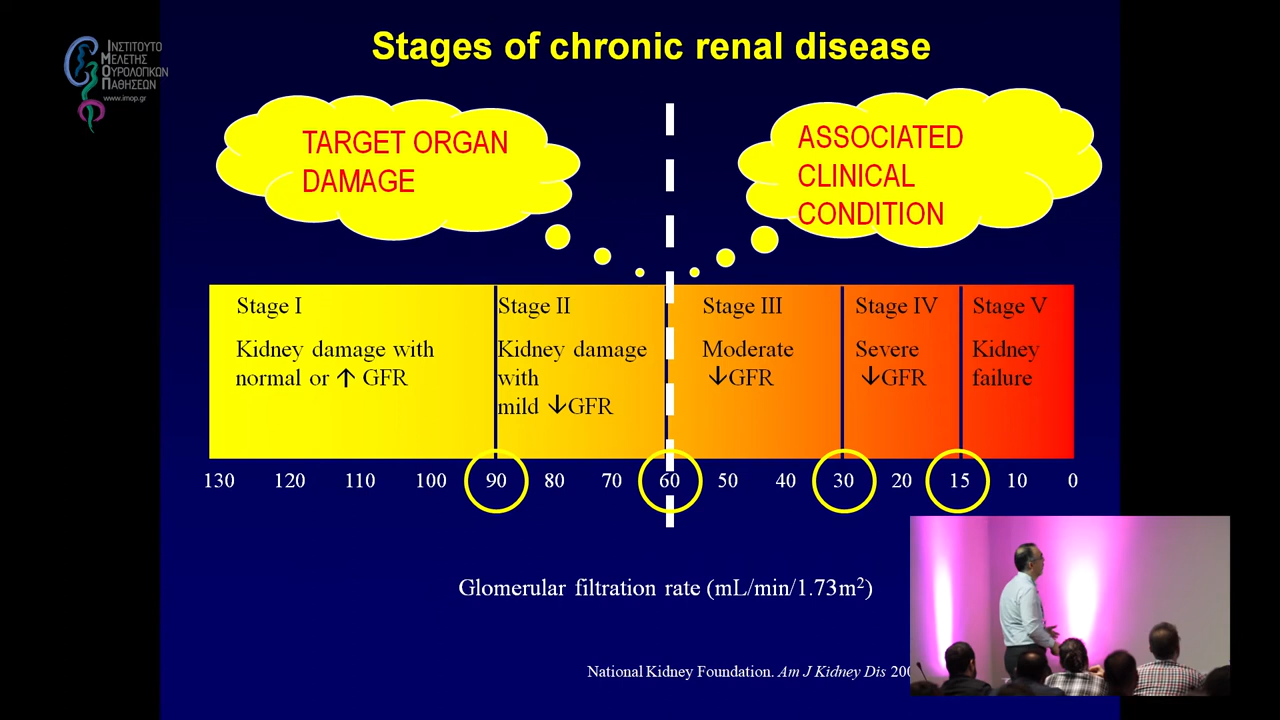 ΙΝΣΤΙΤΟΥΤΟ
ΜΕΛΕΤΗΣ
ΟΥΡΟΛΟΓΙΚΩΝ
ΠΑΘΗΣΕΩΝ
www.imop.gr
Stages of chronic renal disease
TARGET ORGAN
DAMAGE
ASSOCIATED
CLINICAL
CONDITION
Stage I
Kidney damage with
normal or ↑ GFR
Stage II
Kidney damage
with
mild ↓GFR
Stage III
Moderate
↓GFR
Stage IV
Severe
↓GFR
Stage V
Kidney
failure
130 120 110 100 90 80 70 60 50 40 30 20 15 10 0
Glomerular filtration rate (mL/min/1.73m²)
National Kidney Foundation. Am J Kidney Dis